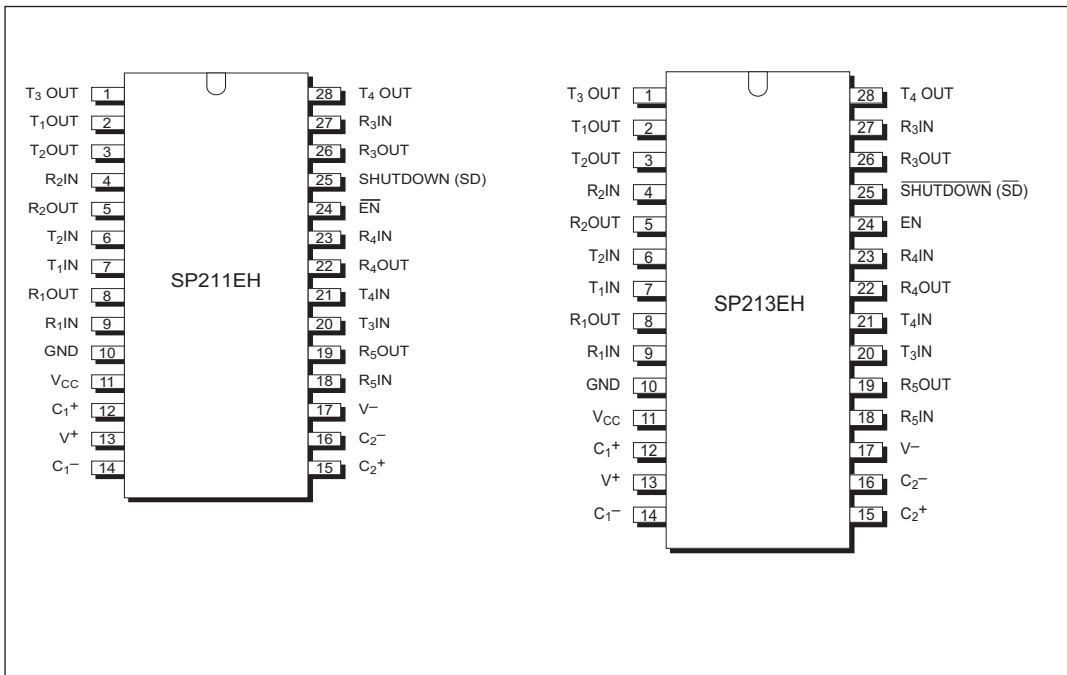 T₃ OUT 1 28 T₄ OUT
T₁OUT 2 27 R₃IN
T₂OUT 3 26 R₃OUT
R₂IN 4 25 SHUTDOWN (SD)
R₂OUT 5 24 E̅N̅
T₂IN 6 23 R₄IN
T₁IN 7 22 R₄OUT
SP211EH
R₁OUT 8 21 T₄IN
R₁IN 9 20 T₃IN
GND 10 19 R₅OUT
V_CC 11 18 R₅IN
C₁⁺ 12 17 V⁻
V⁺ 13 16 C₂⁻
C₁⁻ 14 15 C₂⁺
T₃ OUT 1 28 T₄ OUT
T₁OUT 2 27 R₃IN
T₂OUT 3 26 R₃OUT
R₂IN 4 25 S̅H̅U̅T̅D̅O̅W̅N̅ (S̅D̅)
R₂OUT 5 24 EN
T₂IN 6 23 R₄IN
T₁IN 7 22 R₄OUT
SP213EH
R₁OUT 8 21 T₄IN
R₁IN 9 20 T₃IN
GND 10 19 R₅OUT
V_CC 11 18 R₅IN
C₁⁺ 12 17 V⁻
V⁺ 13 16 C₂⁻
C₁⁻ 14 15 C₂⁺